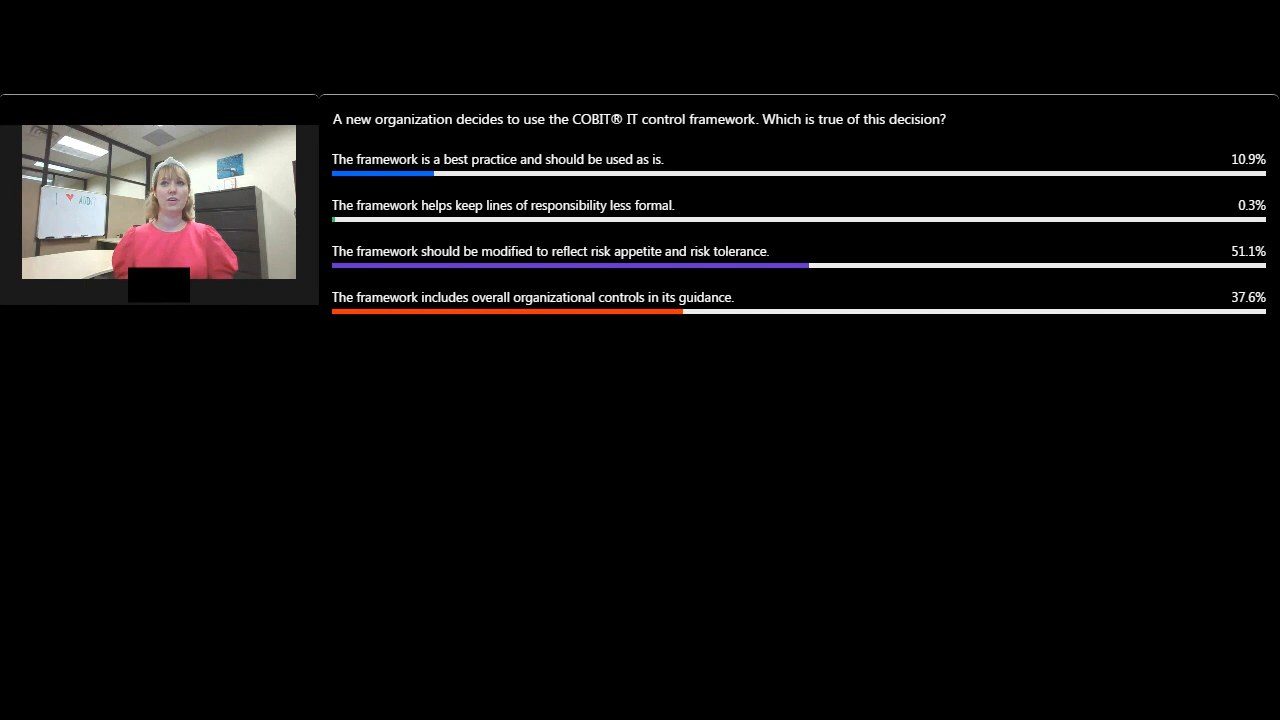 I ♥ AUDIT
A new organization decides to use the COBIT® IT control framework. Which is true of this decision?
The framework is a best practice and should be used as is. 10.9%
The framework helps keep lines of responsibility less formal. 0.3%
The framework should be modified to reflect risk appetite and risk tolerance. 51.1%
The framework includes overall organizational controls in its guidance. 37.6%